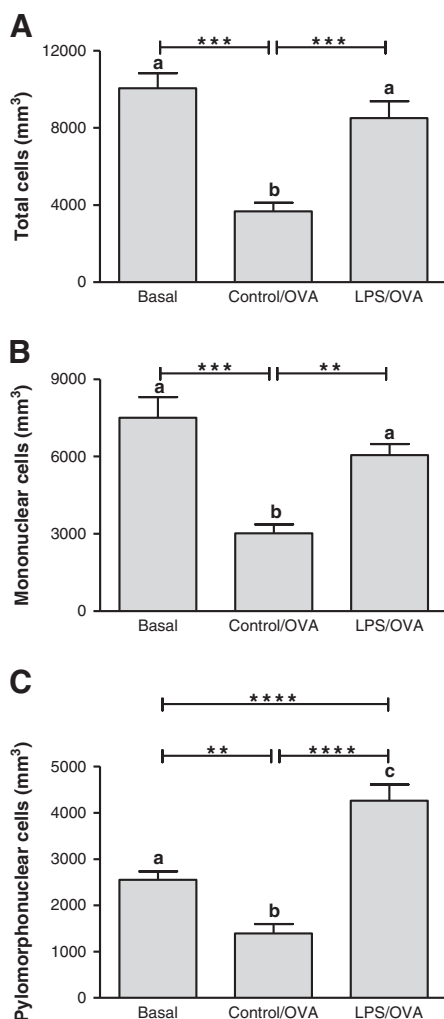 A
Total cells (mm³)
12000
8000
4000
0
***
***
a
b
a
Basal
Control/OVA
LPS/OVA
B
Mononuclear cells (mm³)
9000
6000
3000
0
***
**
a
b
a
Basal
Control/OVA
LPS/OVA
C
Pylomorphonuclear cells (mm³)
5000
4000
3000
2000
1000
0
****
**
****
a
b
c
Basal
Control/OVA
LPS/OVA